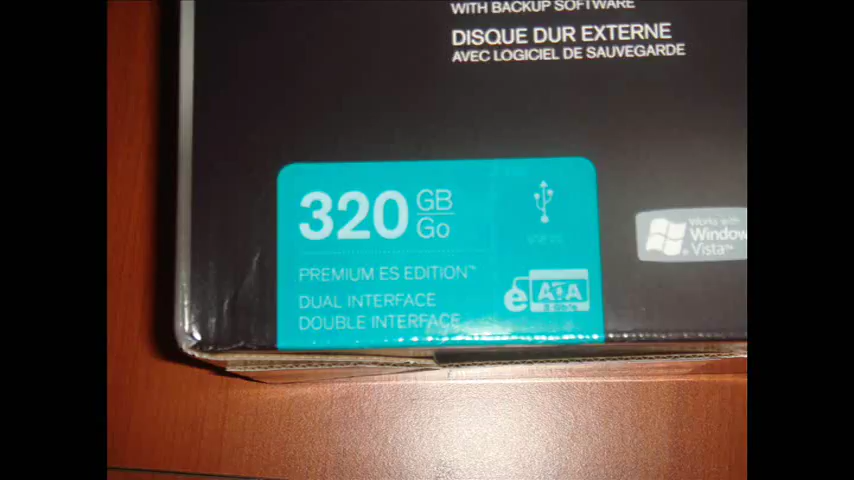 WITH BACKUP SOFTWARE
DISQUE DUR EXTERNE
AVEC LOGICIEL DE SAUVEGARDE
320 GB
Go
PREMIUM ES EDITION™
DUAL INTERFACE
DOUBLE INTERFACE
eSATA
Works with
Windows
Vista™